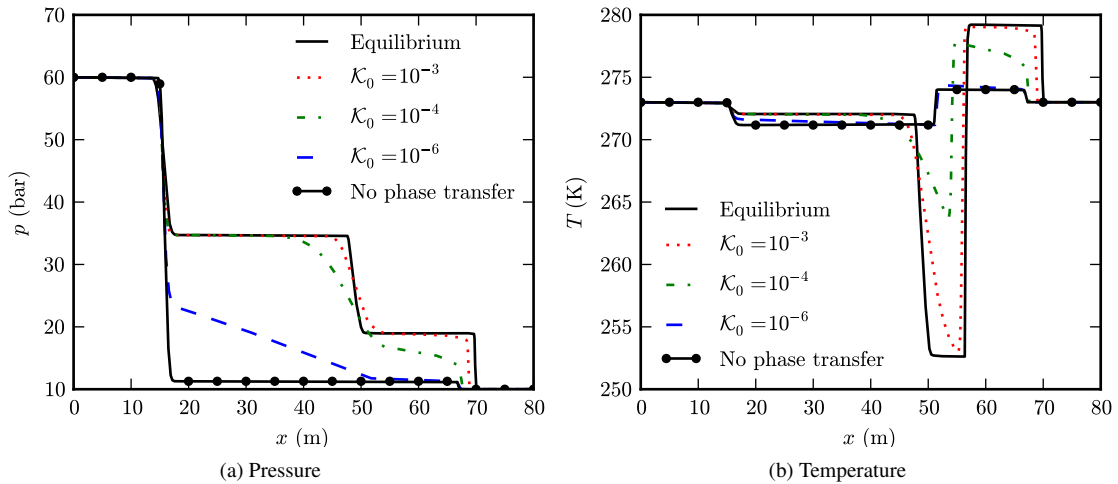 70
60
50
40
30
20
10
p (bar)
0 10 20 30 40 50 60 70 80
x (m)
Equilibrium
𝒦₀ = 10⁻³
𝒦₀ = 10⁻⁴
𝒦₀ = 10⁻⁶
No phase transfer
(a) Pressure
280
275
270
265
260
255
250
T (K)
0 10 20 30 40 50 60 70 80
x (m)
Equilibrium
𝒦₀ = 10⁻³
𝒦₀ = 10⁻⁴
𝒦₀ = 10⁻⁶
No phase transfer
(b) Temperature